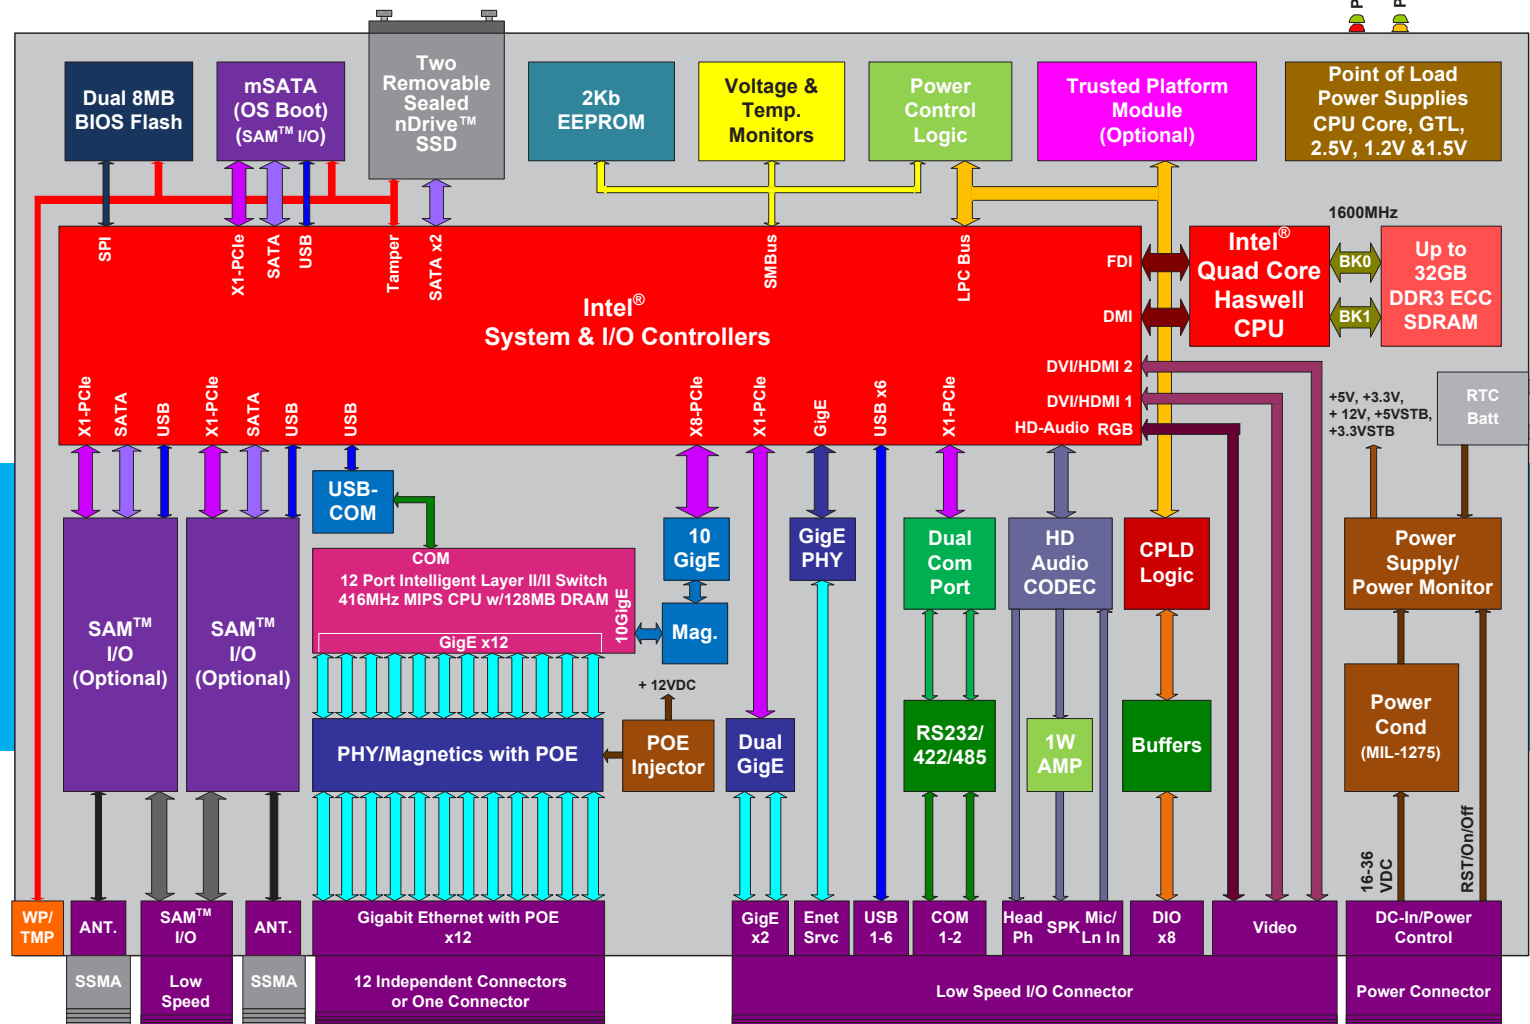 P
P
Dual 8MB
BIOS Flash
mSATA
(OS Boot)
(SAM™ I/O)
Two
Removable
Sealed
nDrive™
SSD
2Kb
EEPROM
Voltage &
Temp.
Monitors
Power
Control
Logic
Trusted Platform
Module
(Optional)
Point of Load
Power Supplies
CPU Core, GTL,
2.5V, 1.2V &1.5V
1600MHz
SPI
X1-PCIe
SATA
USB
Tamper
SATA x2
SMBus
LPC Bus
FDI
DMI
Intel®
System & I/O Controllers
Intel®
Quad Core
Haswell
CPU
BK0
BK1
Up to
32GB
DDR3 ECC
SDRAM
DVI/HDMI 2
DVI/HDMI 1
HD-Audio RGB
X1-PCIe
SATA
USB
X1-PCIe
SATA
USB
USB
X8-PCIe
X1-PCIe
GigE
USB x6
X1-PCIe
+5V, +3.3V,
+ 12V, +5VSTB,
+3.3VSTB
RTC
Batt
USB-
COM
COM
12 Port Intelligent Layer II/II Switch
416MHz MIPS CPU w/128MB DRAM
10GigE
GigE x12
10
GigE
Mag.
GigE
PHY
Dual
Com
Port
HD
Audio
CODEC
CPLD
Logic
Power
Supply/
Power Monitor
SAM™
I/O
(Optional)
SAM™
I/O
(Optional)
+ 12VDC
PHY/Magnetics with POE
POE
Injector
Dual
GigE
RS232/
422/485
1W
AMP
Buffers
Power
Cond
(MIL-1275)
16-36
VDC
RST/On/Off
WP/
TMP
ANT.
SAM™
I/O
ANT.
Gigabit Ethernet with POE
x12
GigE
x2
Enet
Srvc
USB
1-6
COM
1-2
Head
Ph
SPK
Mic/
Ln In
DIO
x8
Video
DC-In/Power
Control
SSMA
Low
Speed
SSMA
12 Independent Connectors
or One Connector
Low Speed I/O Connector
Power Connector